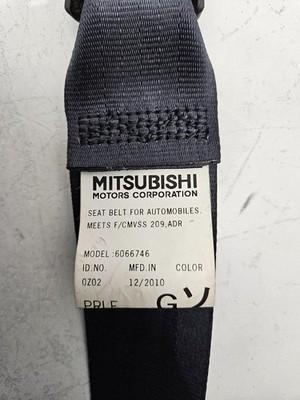 MITSUBISHI
MOTORS CORPORATION
SEAT BELT FOR AUTOMOBILES.
MEETS F/CMVSS 209,ADR
MODEL:6066746
ID.NO. MFD.IN COLOR
0Z02 12/2010